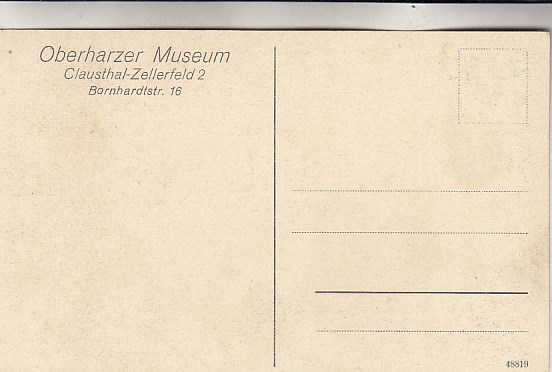 Oberharzer Museum
Clausthal-Zellerfeld 2
Bornhardtstr. 16
48819